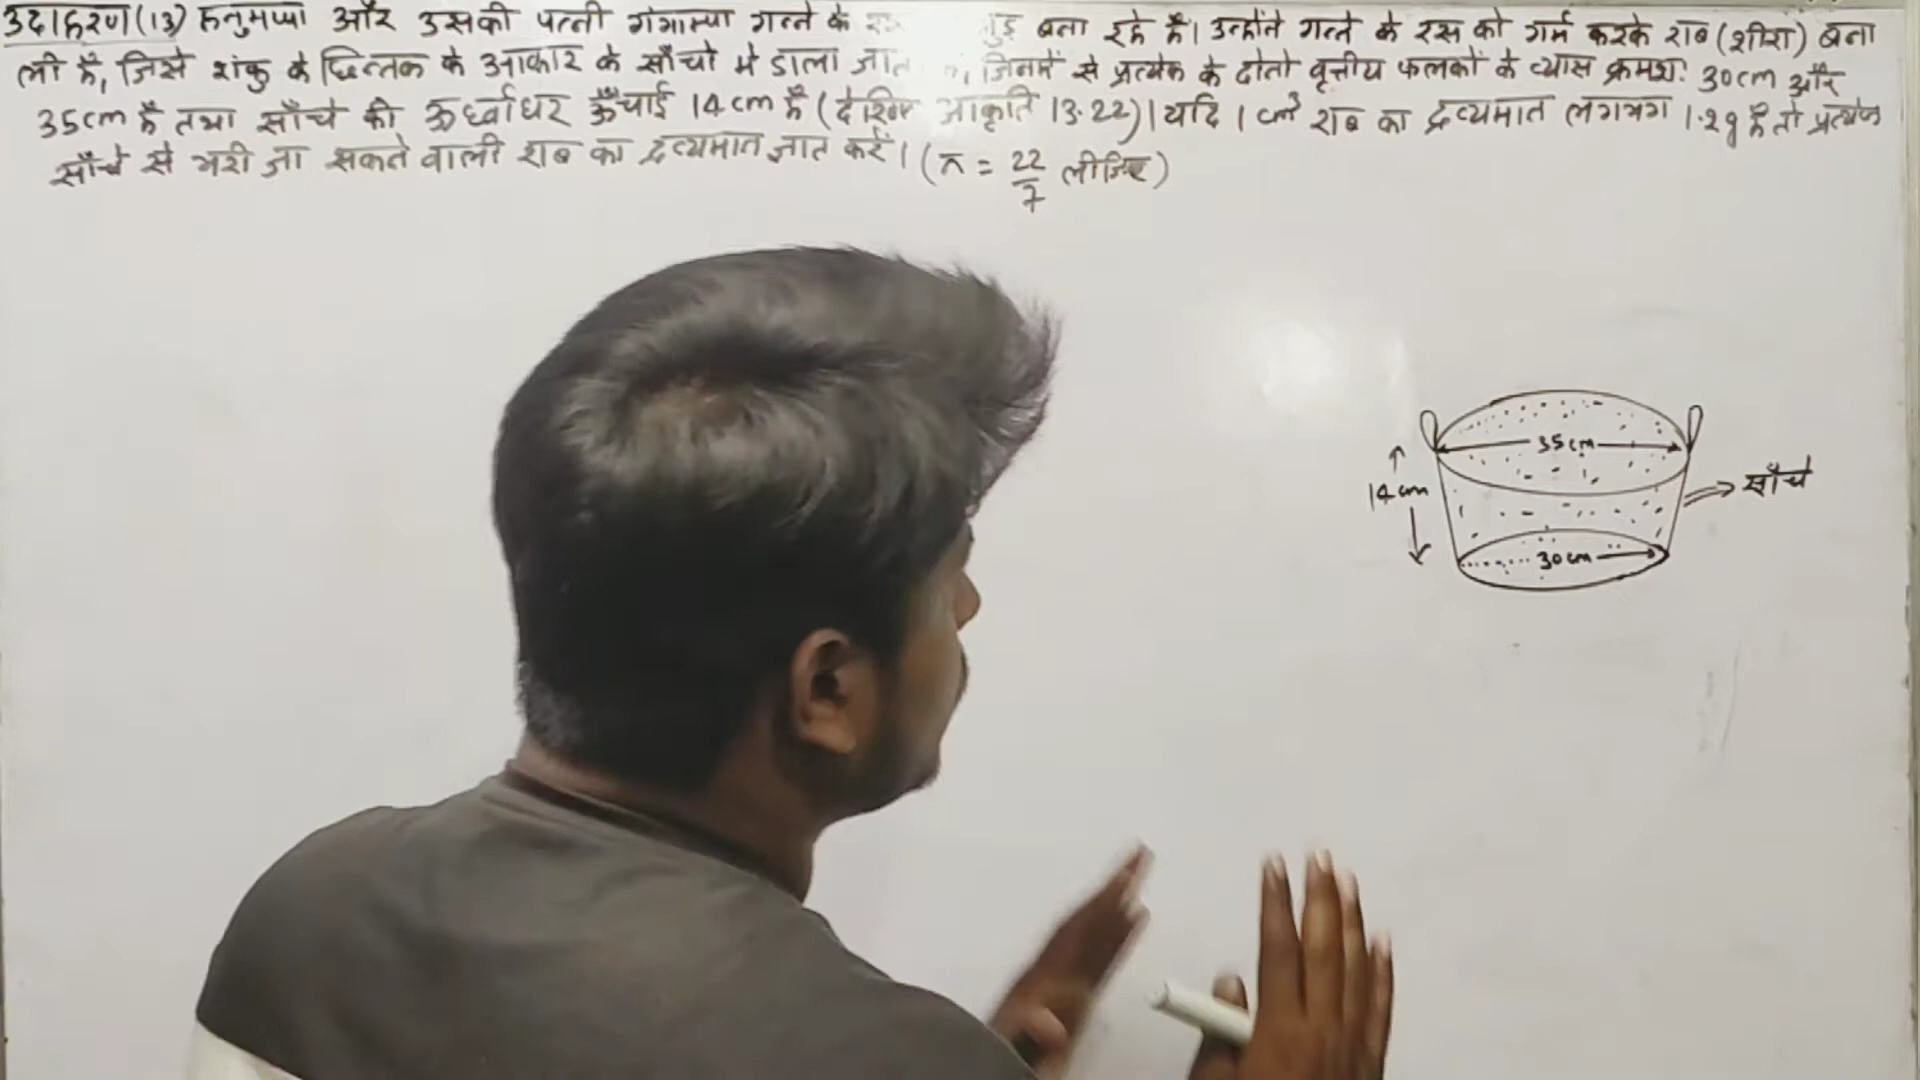 उदाहरण(13) हनुमप्पा और उसकी पत्नी गंगाम्मा गन्ने के गुड़ बना रहे हैं। उन्होंने गन्ने के रस को गर्म करके राब (शीरा) बना
ली है, जिसे शंकु के छिन्नक के आकार के साँचों में डाला जाता जिनमें से प्रत्येक के दोनों वृत्तीय फलकों के व्यास क्रमश: 30cm और
35cm है तथा साँचे की ऊर्ध्वाधर ऊँचाई 14cm है (देखिए आकृति 13.22)। यदि 1 cm³ राब का द्रव्यमान लगभग 1.2g है तो प्रत्येक
साँचे से भरी जा सकने वाली राब का द्रव्यमान ज्ञात करें। (π = 22/7 लीजिए)
35cm
14cm
साँचे
30cm